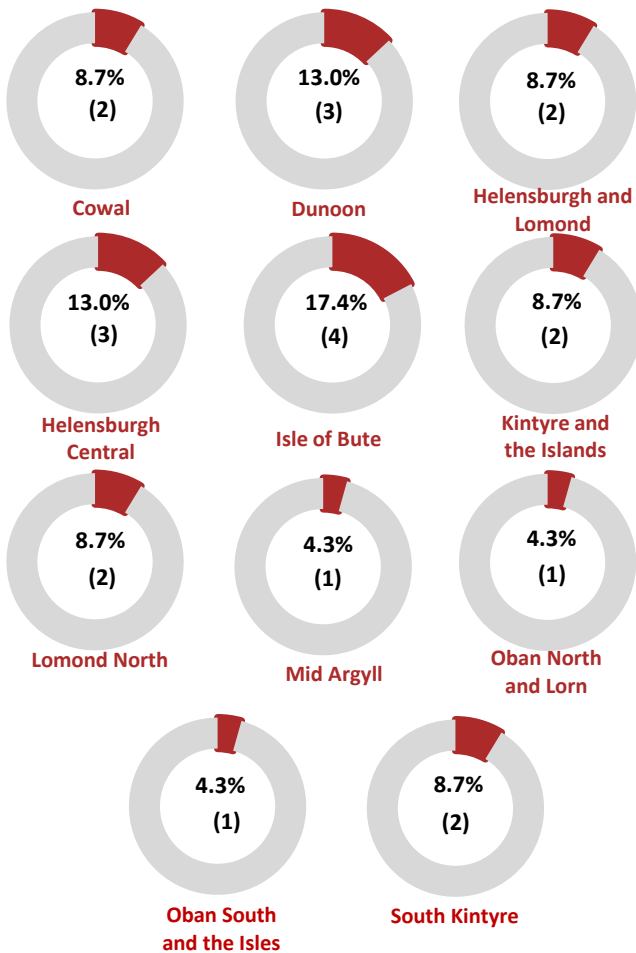 8.7%
(2)
Cowal
13.0%
(3)
Dunoon
8.7%
(2)
Helensburgh and
Lomond
13.0%
(3)
Helensburgh
Central
17.4%
(4)
Isle of Bute
8.7%
(2)
Kintyre and
the Islands
8.7%
(2)
Lomond North
4.3%
(1)
Mid Argyll
4.3%
(1)
Oban North
and Lorn
4.3%
(1)
Oban South
and the Isles
8.7%
(2)
South Kintyre